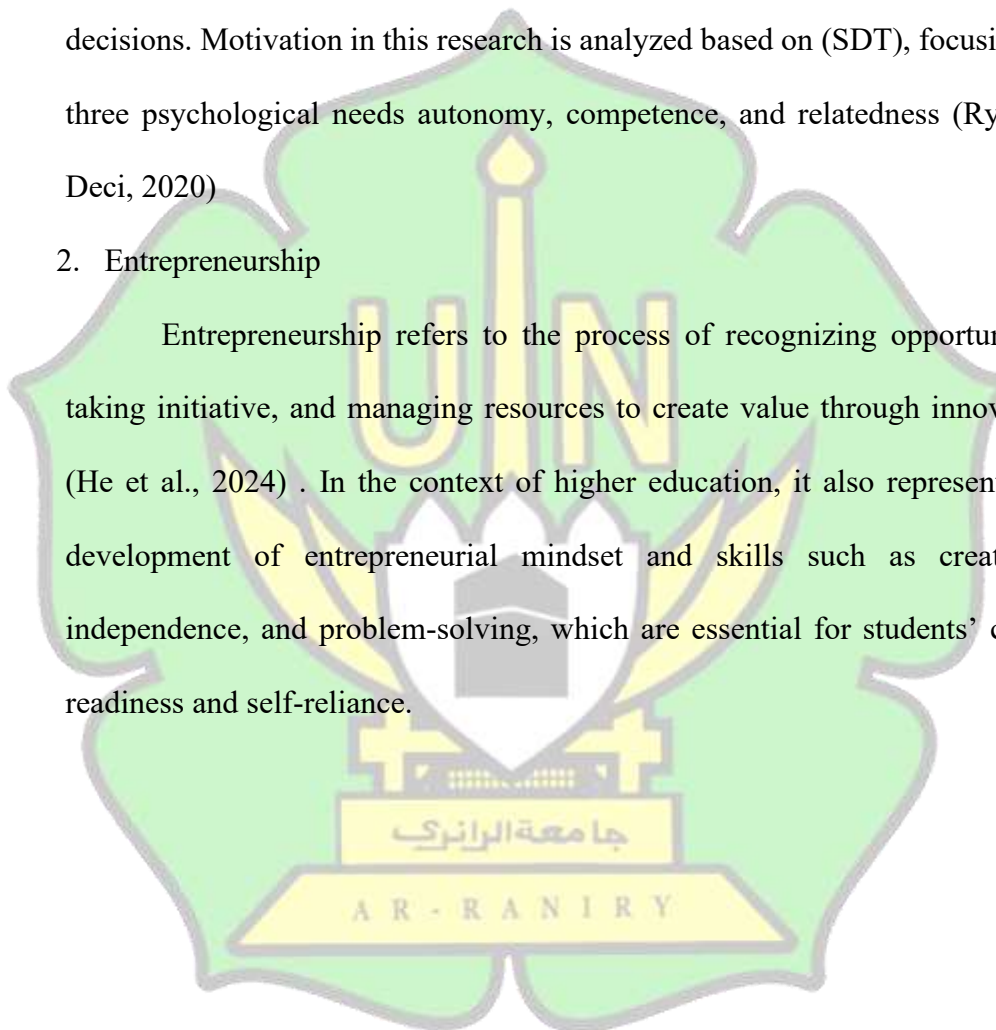 decisions. Motivation in this research is analyzed based on (SDT), focusi
three psychological needs autonomy, competence, and relatedness (Ry
Deci, 2020)
2. Entrepreneurship
Entrepreneurship refers to the process of recognizing opportun
taking initiative, and managing resources to create value through innov
(He et al., 2024) . In the context of higher education, it also represent
development of entrepreneurial mindset and skills such as creat
independence, and problem-solving, which are essential for students’ c
readiness and self-reliance.
UIN
جامعةالرانري
AR-RANIRY